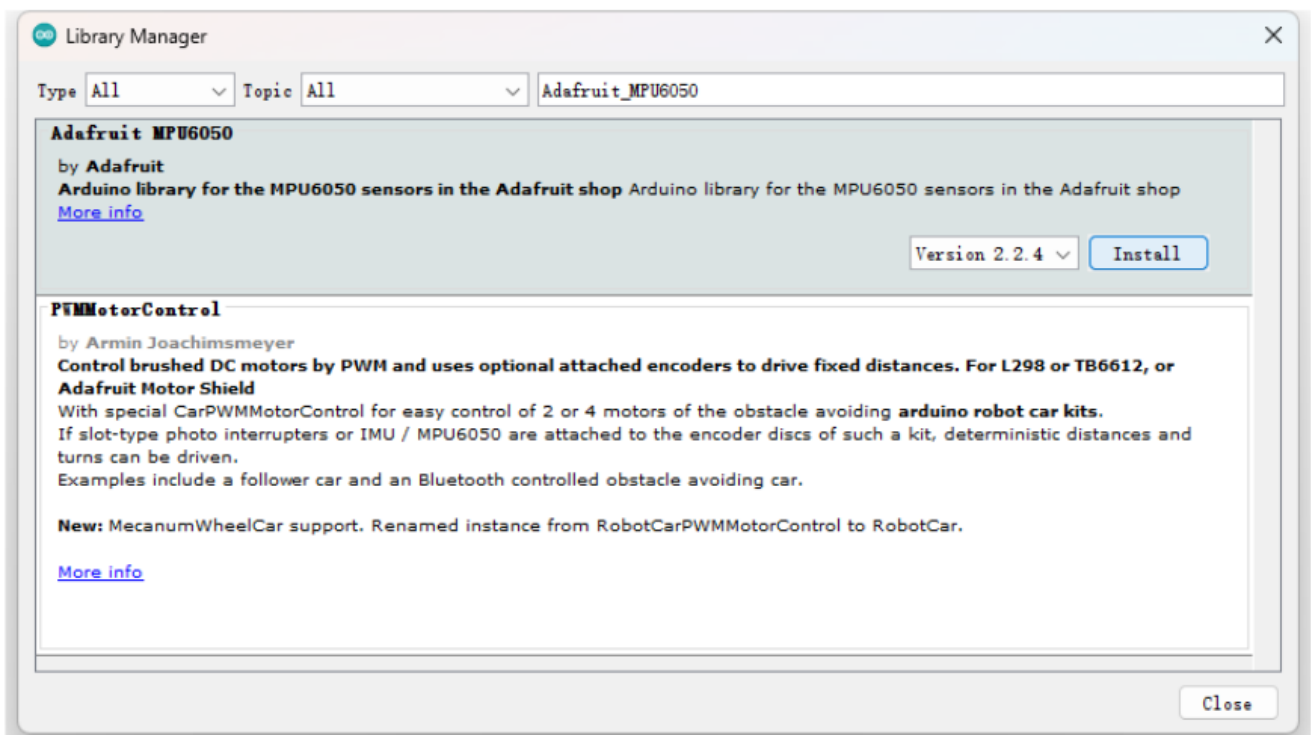 Library Manager
Type All Topic All Adafruit_MPU6050
Adafruit MPU6050
by Adafruit
Arduino library for the MPU6050 sensors in the Adafruit shop Arduino library for the MPU6050 sensors in the Adafruit shop
More info
Version 2.2.4 Install
PWMMotorControl
by Armin Joachimsmeyer
Control brushed DC motors by PWM and uses optional attached encoders to drive fixed distances. For L298 or TB6612, or
Adafruit Motor Shield
With special CarPWMMotorControl for easy control of 2 or 4 motors of the obstacle avoiding arduino robot car kits.
If slot-type photo interrupters or IMU / MPU6050 are attached to the encoder discs of such a kit, deterministic distances and
turns can be driven.
Examples include a follower car and an Bluetooth controlled obstacle avoiding car.
New: MecanumWheelCar support. Renamed instance from RobotCarPWMMotorControl to RobotCar.
More info
Close